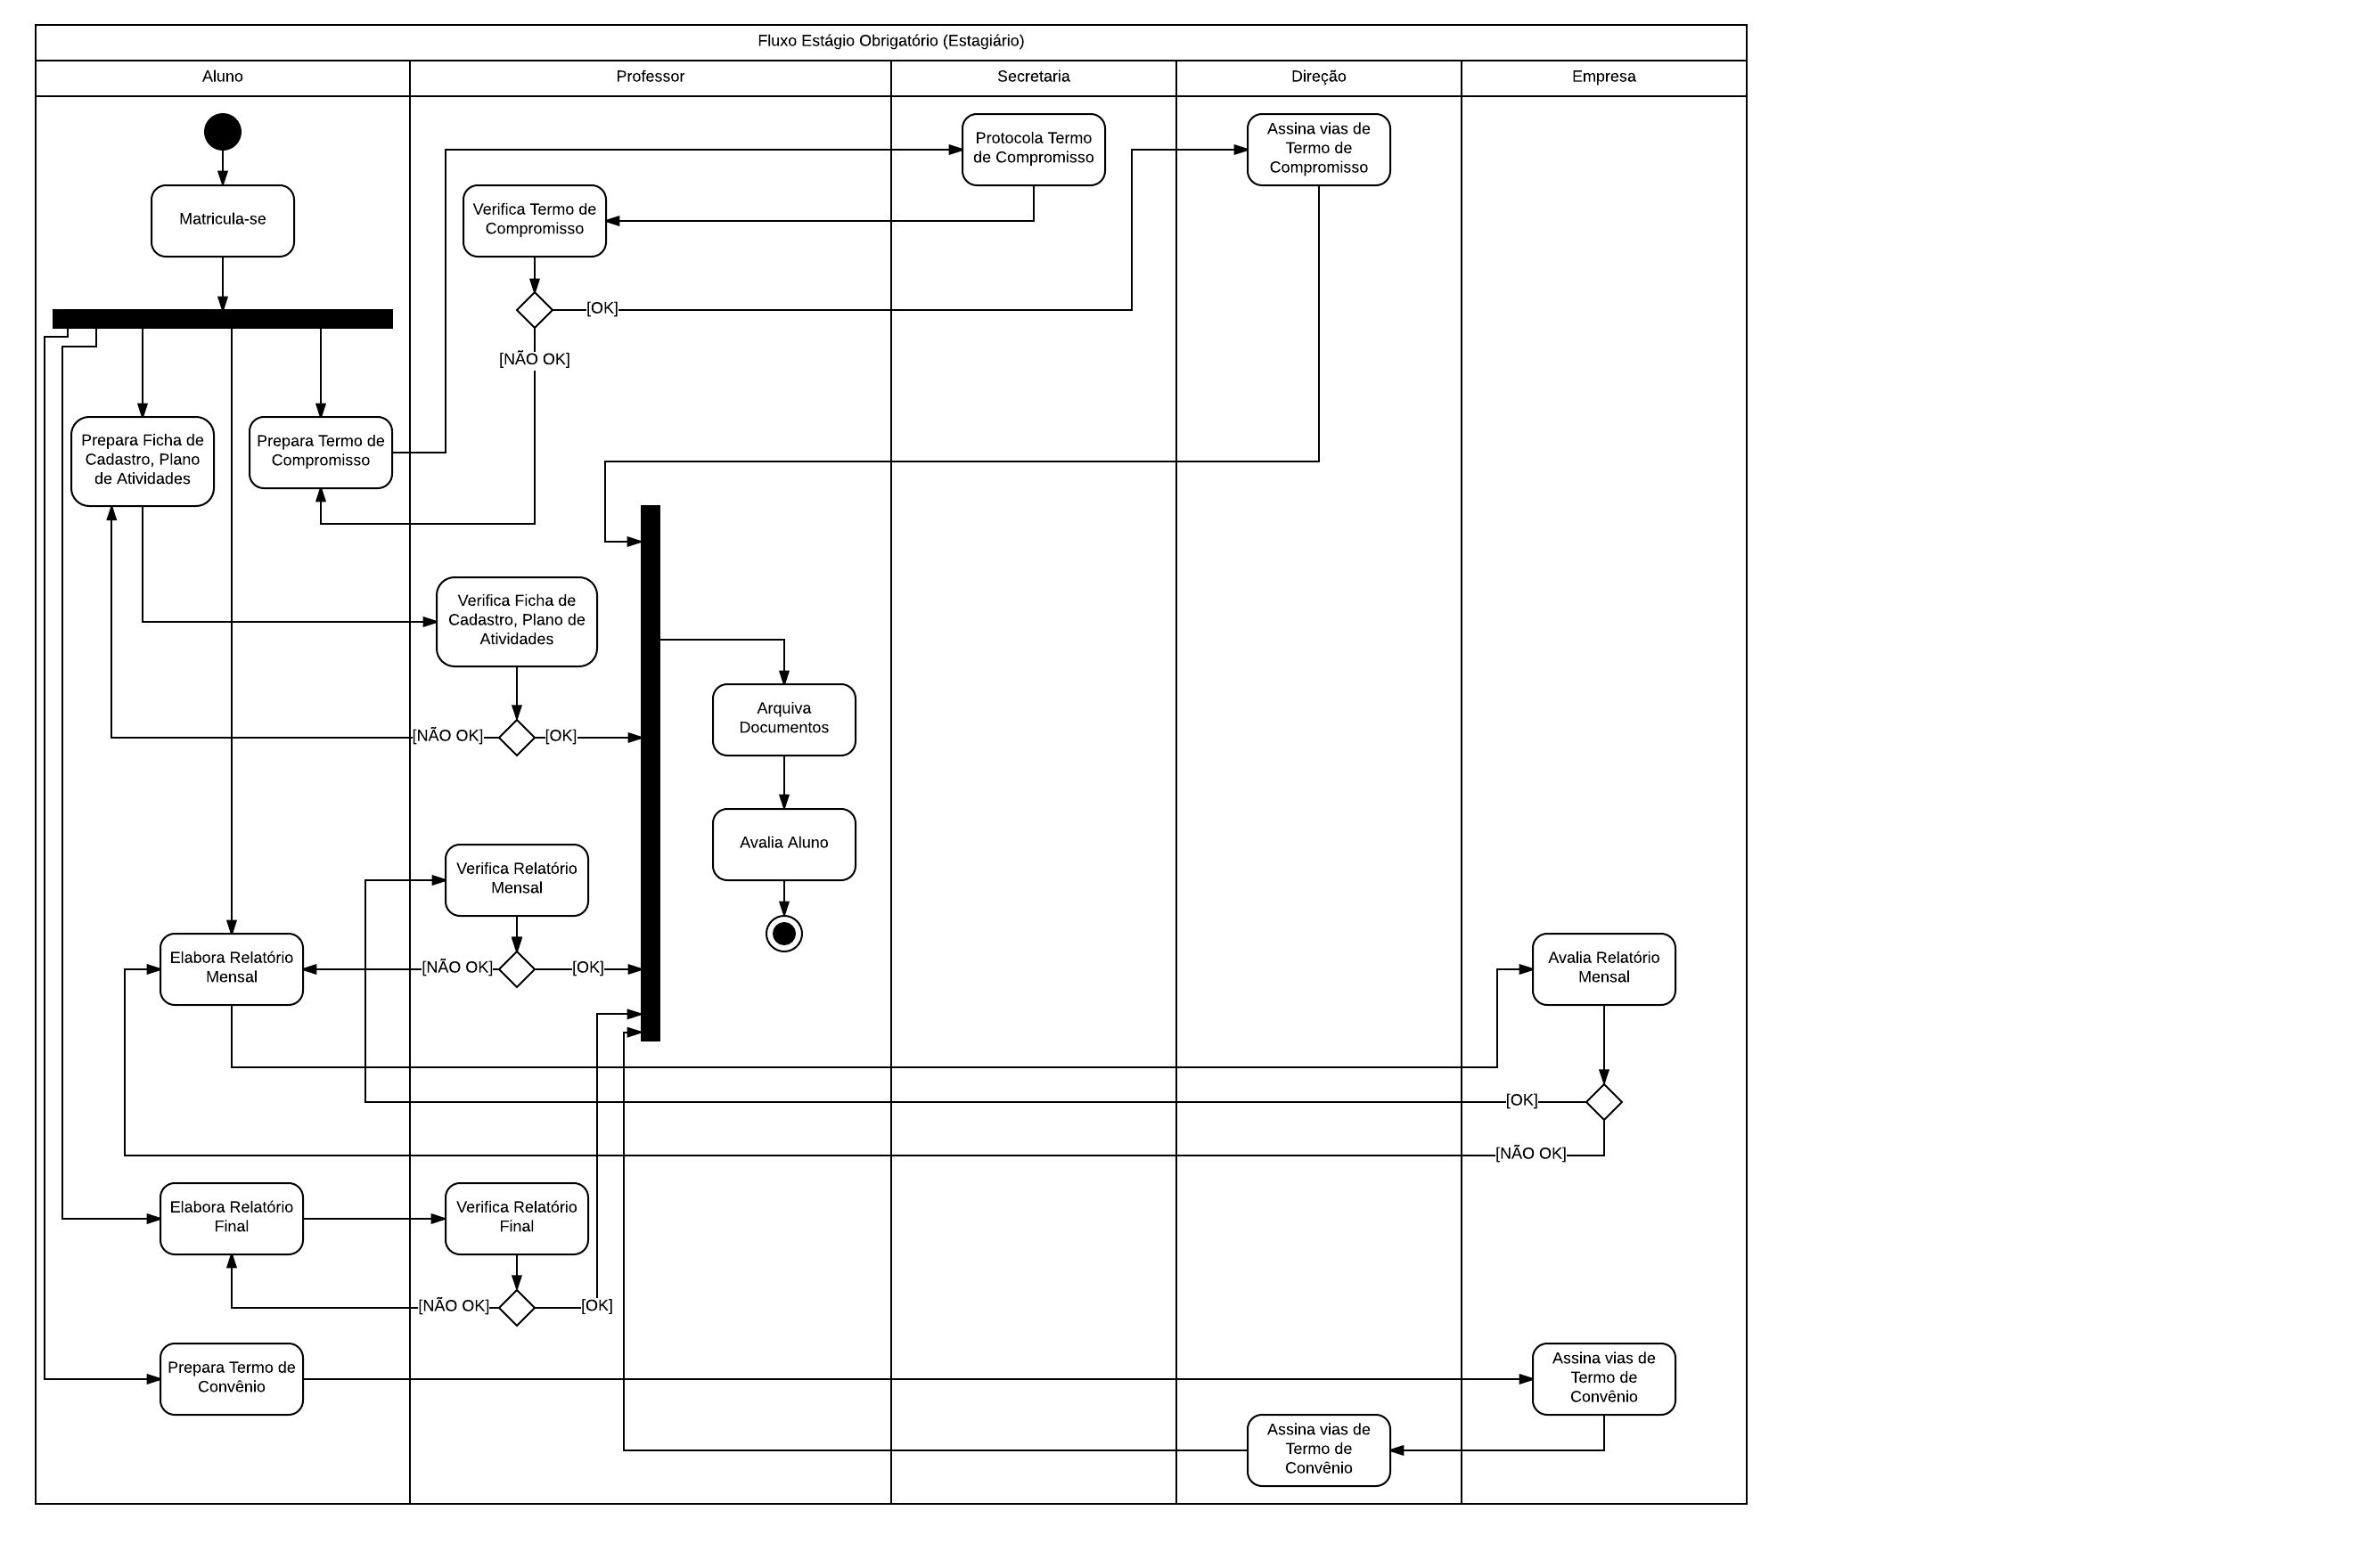 Fluxo Estágio Obrigatório (Estagiário)
Aluno
Professor
Secretaria
Direção
Empresa
Protocola Termo
de Compromisso
Assina vias de
Termo de
Compromisso
Matricula-se
Verifica Termo de
Compromisso
[OK]
[NÃO OK]
Prepara Ficha de
Cadastro, Plano
de Atividades
Prepara Termo de
Compromisso
Verifica Ficha de
Cadastro, Plano de
Atividades
[NÃO OK]
[OK]
Arquiva
Documentos
Avalia Aluno
Verifica Relatório
Mensal
Elabora Relatório
Mensal
[NÃO OK]
[OK]
Avalia Relatório
Mensal
[OK]
[NÃO OK]
Elabora Relatório
Final
Verifica Relatório
Final
[NÃO OK]
[OK]
Prepara Termo de
Convênio
Assina vias de
Termo de
Convênio
Assina vias de
Termo de
Convênio